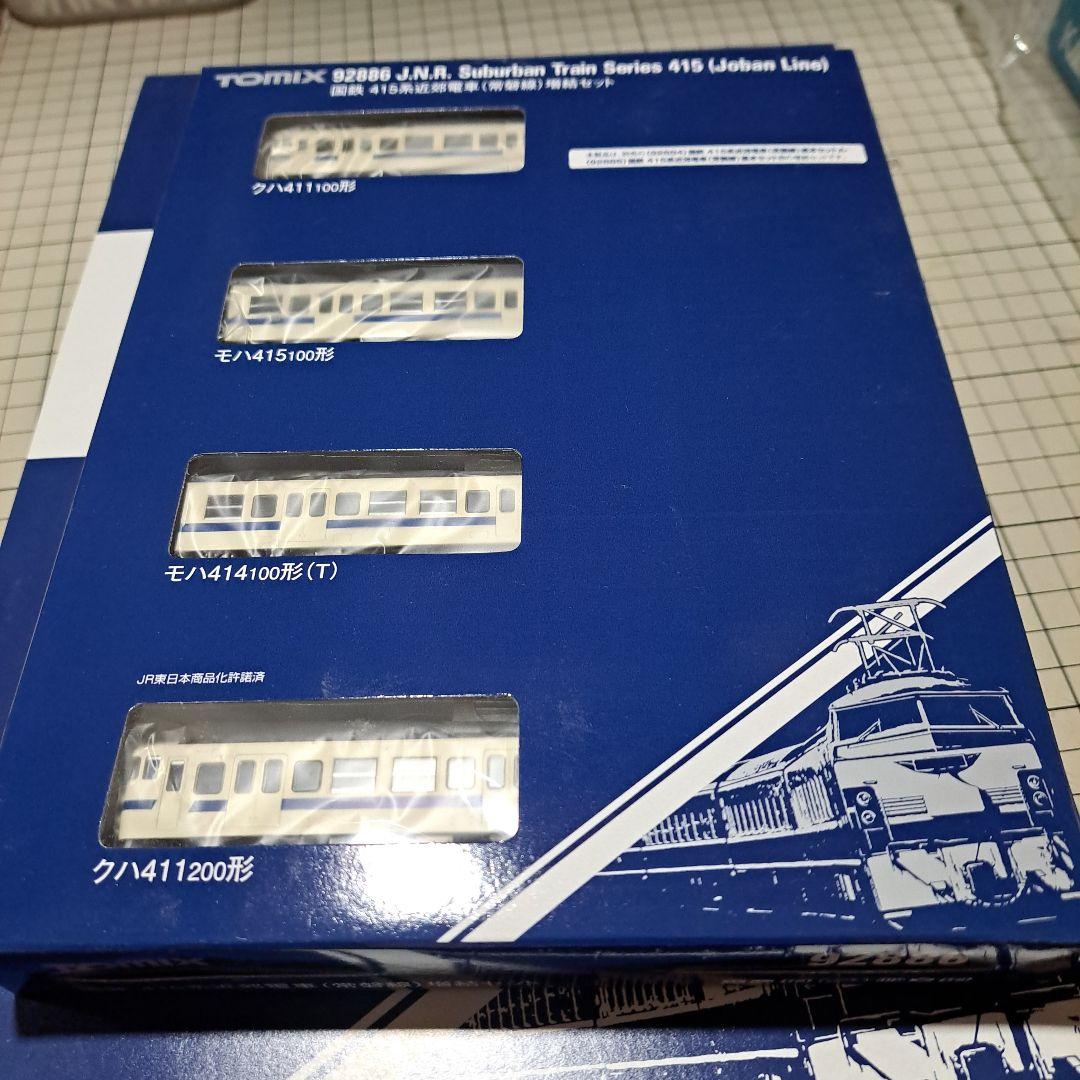 TOMIX 92886 J.N.R. Suburban Train Series 415 (Joban Line)
国鉄 415系近郊電車(常磐線)増結セット
クハ411100形
モハ415100形
モハ414100形(T)
JR東日本商品化許諾済
クハ411200形
TOMIX 92886